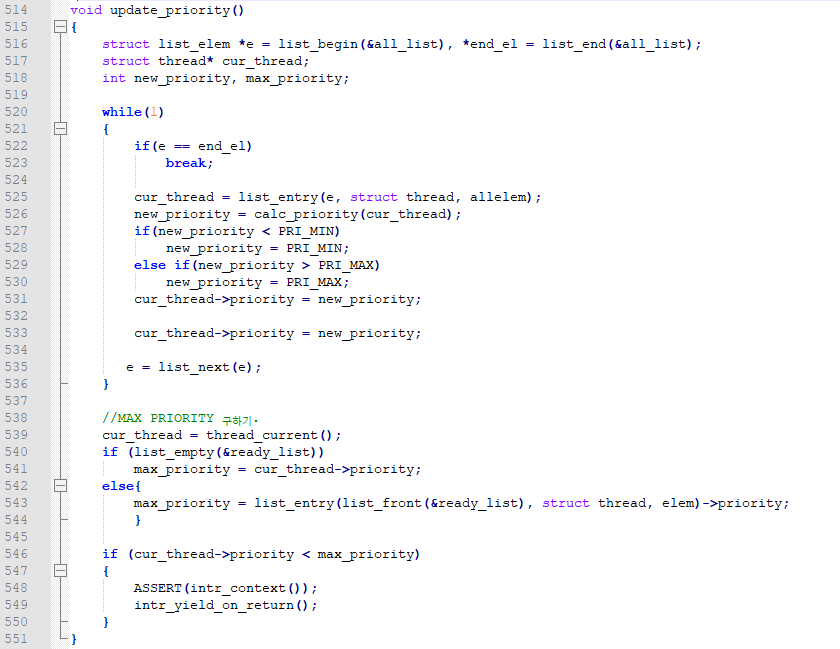 514 void update_priority()
515 {
516 struct list_elem *e = list_begin(&all_list), *end_el = list_end(&all_list);
517 struct thread* cur_thread;
518 int new_priority, max_priority;
519
520 while(1)
521 {
522 if(e == end_el)
523 break;
524
525 cur_thread = list_entry(e, struct thread, allelem);
526 new_priority = calc_priority(cur_thread);
527 if(new_priority < PRI_MIN)
528 new_priority = PRI_MIN;
529 else if(new_priority > PRI_MAX)
530 new_priority = PRI_MAX;
531 cur_thread->priority = new_priority;
532
533 cur_thread->priority = new_priority;
534
535 e = list_next(e);
536 }
537
538 //MAX PRIORITY 구하기.
539 cur_thread = thread_current();
540 if (list_empty(&ready_list))
541 max_priority = cur_thread->priority;
542 else{
543 max_priority = list_entry(list_front(&ready_list), struct thread, elem)->priority;
544 }
545
546 if (cur_thread->priority < max_priority)
547 {
548 ASSERT(intr_context());
549 intr_yield_on_return();
550 }
551 }